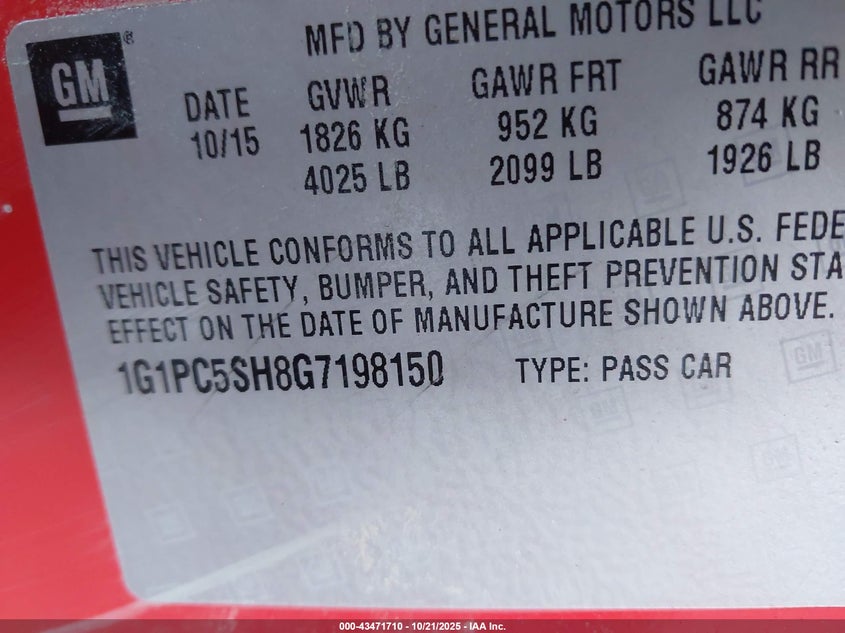 MFD BY GENERAL MOTORS LLC
GM ®
DATE GVWR GAWR FRT GAWR RR
10/15 1826 KG 952 KG 874 KG
4025 LB 2099 LB 1926 LB
THIS VEHICLE CONFORMS TO ALL APPLICABLE U.S. FEDE
VEHICLE SAFETY, BUMPER, AND THEFT PREVENTION STA
EFFECT ON THE DATE OF MANUFACTURE SHOWN ABOVE.
1G1PC5SH8G7198150 TYPE: PASS CAR
GM
000-43471710 - 10/21/2025 - IAA Inc.